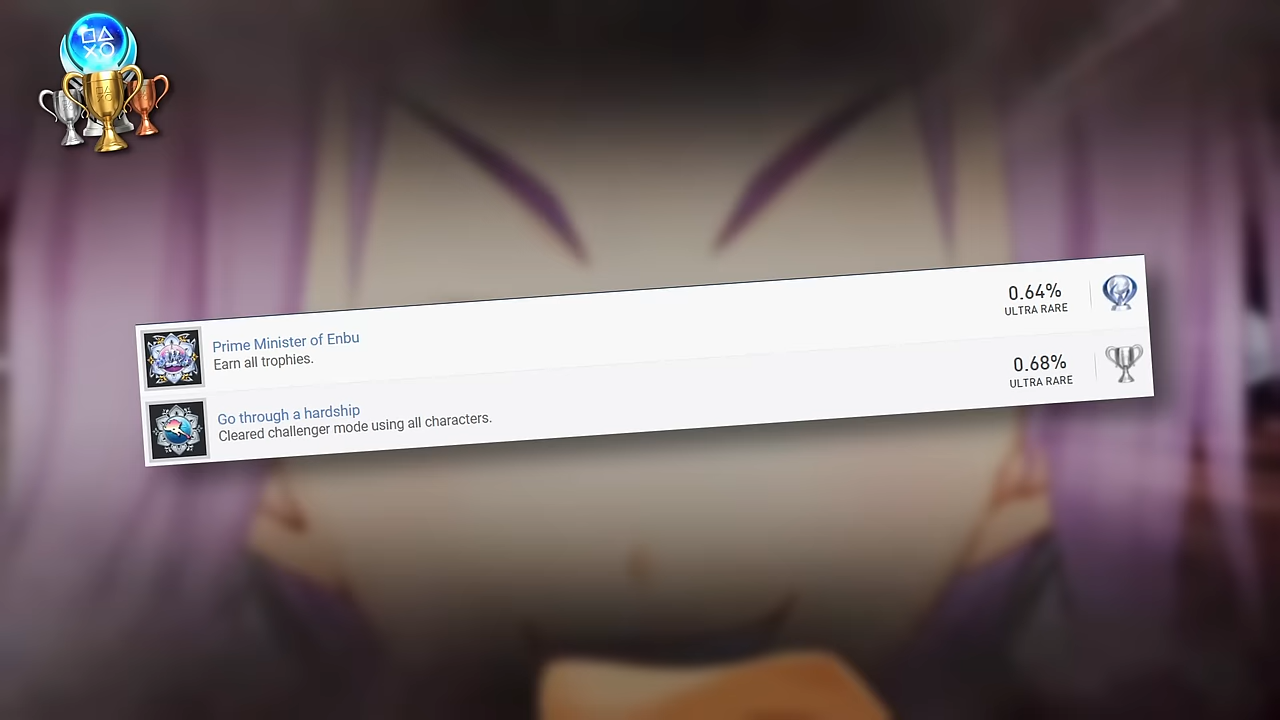 Prime Minister of Enbu
Earn all trophies.
0.64%
ULTRA RARE
Go through a hardship
Cleared challenger mode using all characters.
0.68%
ULTRA RARE